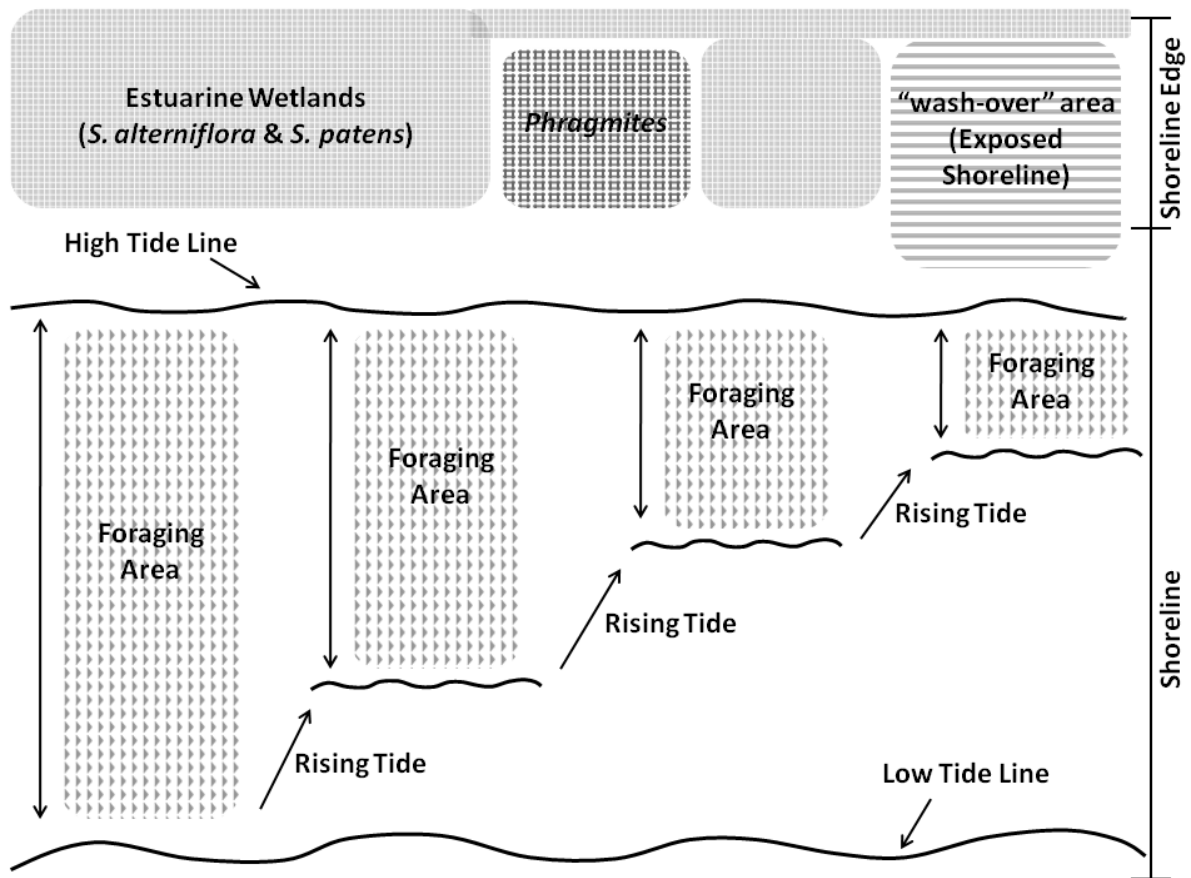 Estuarine Wetlands
(S. alterniflora & S. patens)
Phragmites
“wash-over” area
(Exposed
Shoreline)
Shoreline Edge
High Tide Line
Foraging
Area
Foraging
Area
Foraging
Area
Foraging
Area
Rising Tide
Rising Tide
Rising Tide
Low Tide Line
Shoreline